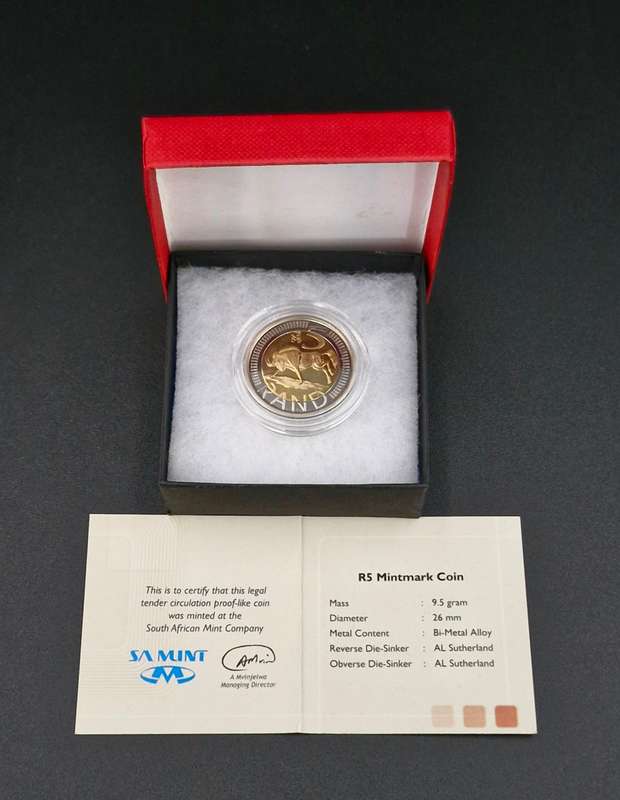 RAND
This is to certify that this legal
tender circulation proof-like coin
was minted at the
South African Mint Company
SA MINT
A Mvinjelwa
Managing Director
R5 Mintmark Coin
Mass : 9.5 gram
Diameter : 26 mm
Metal Content : Bi-Metal Alloy
Reverse Die-Sinker : AL Sutherland
Obverse Die-Sinker : AL Sutherland